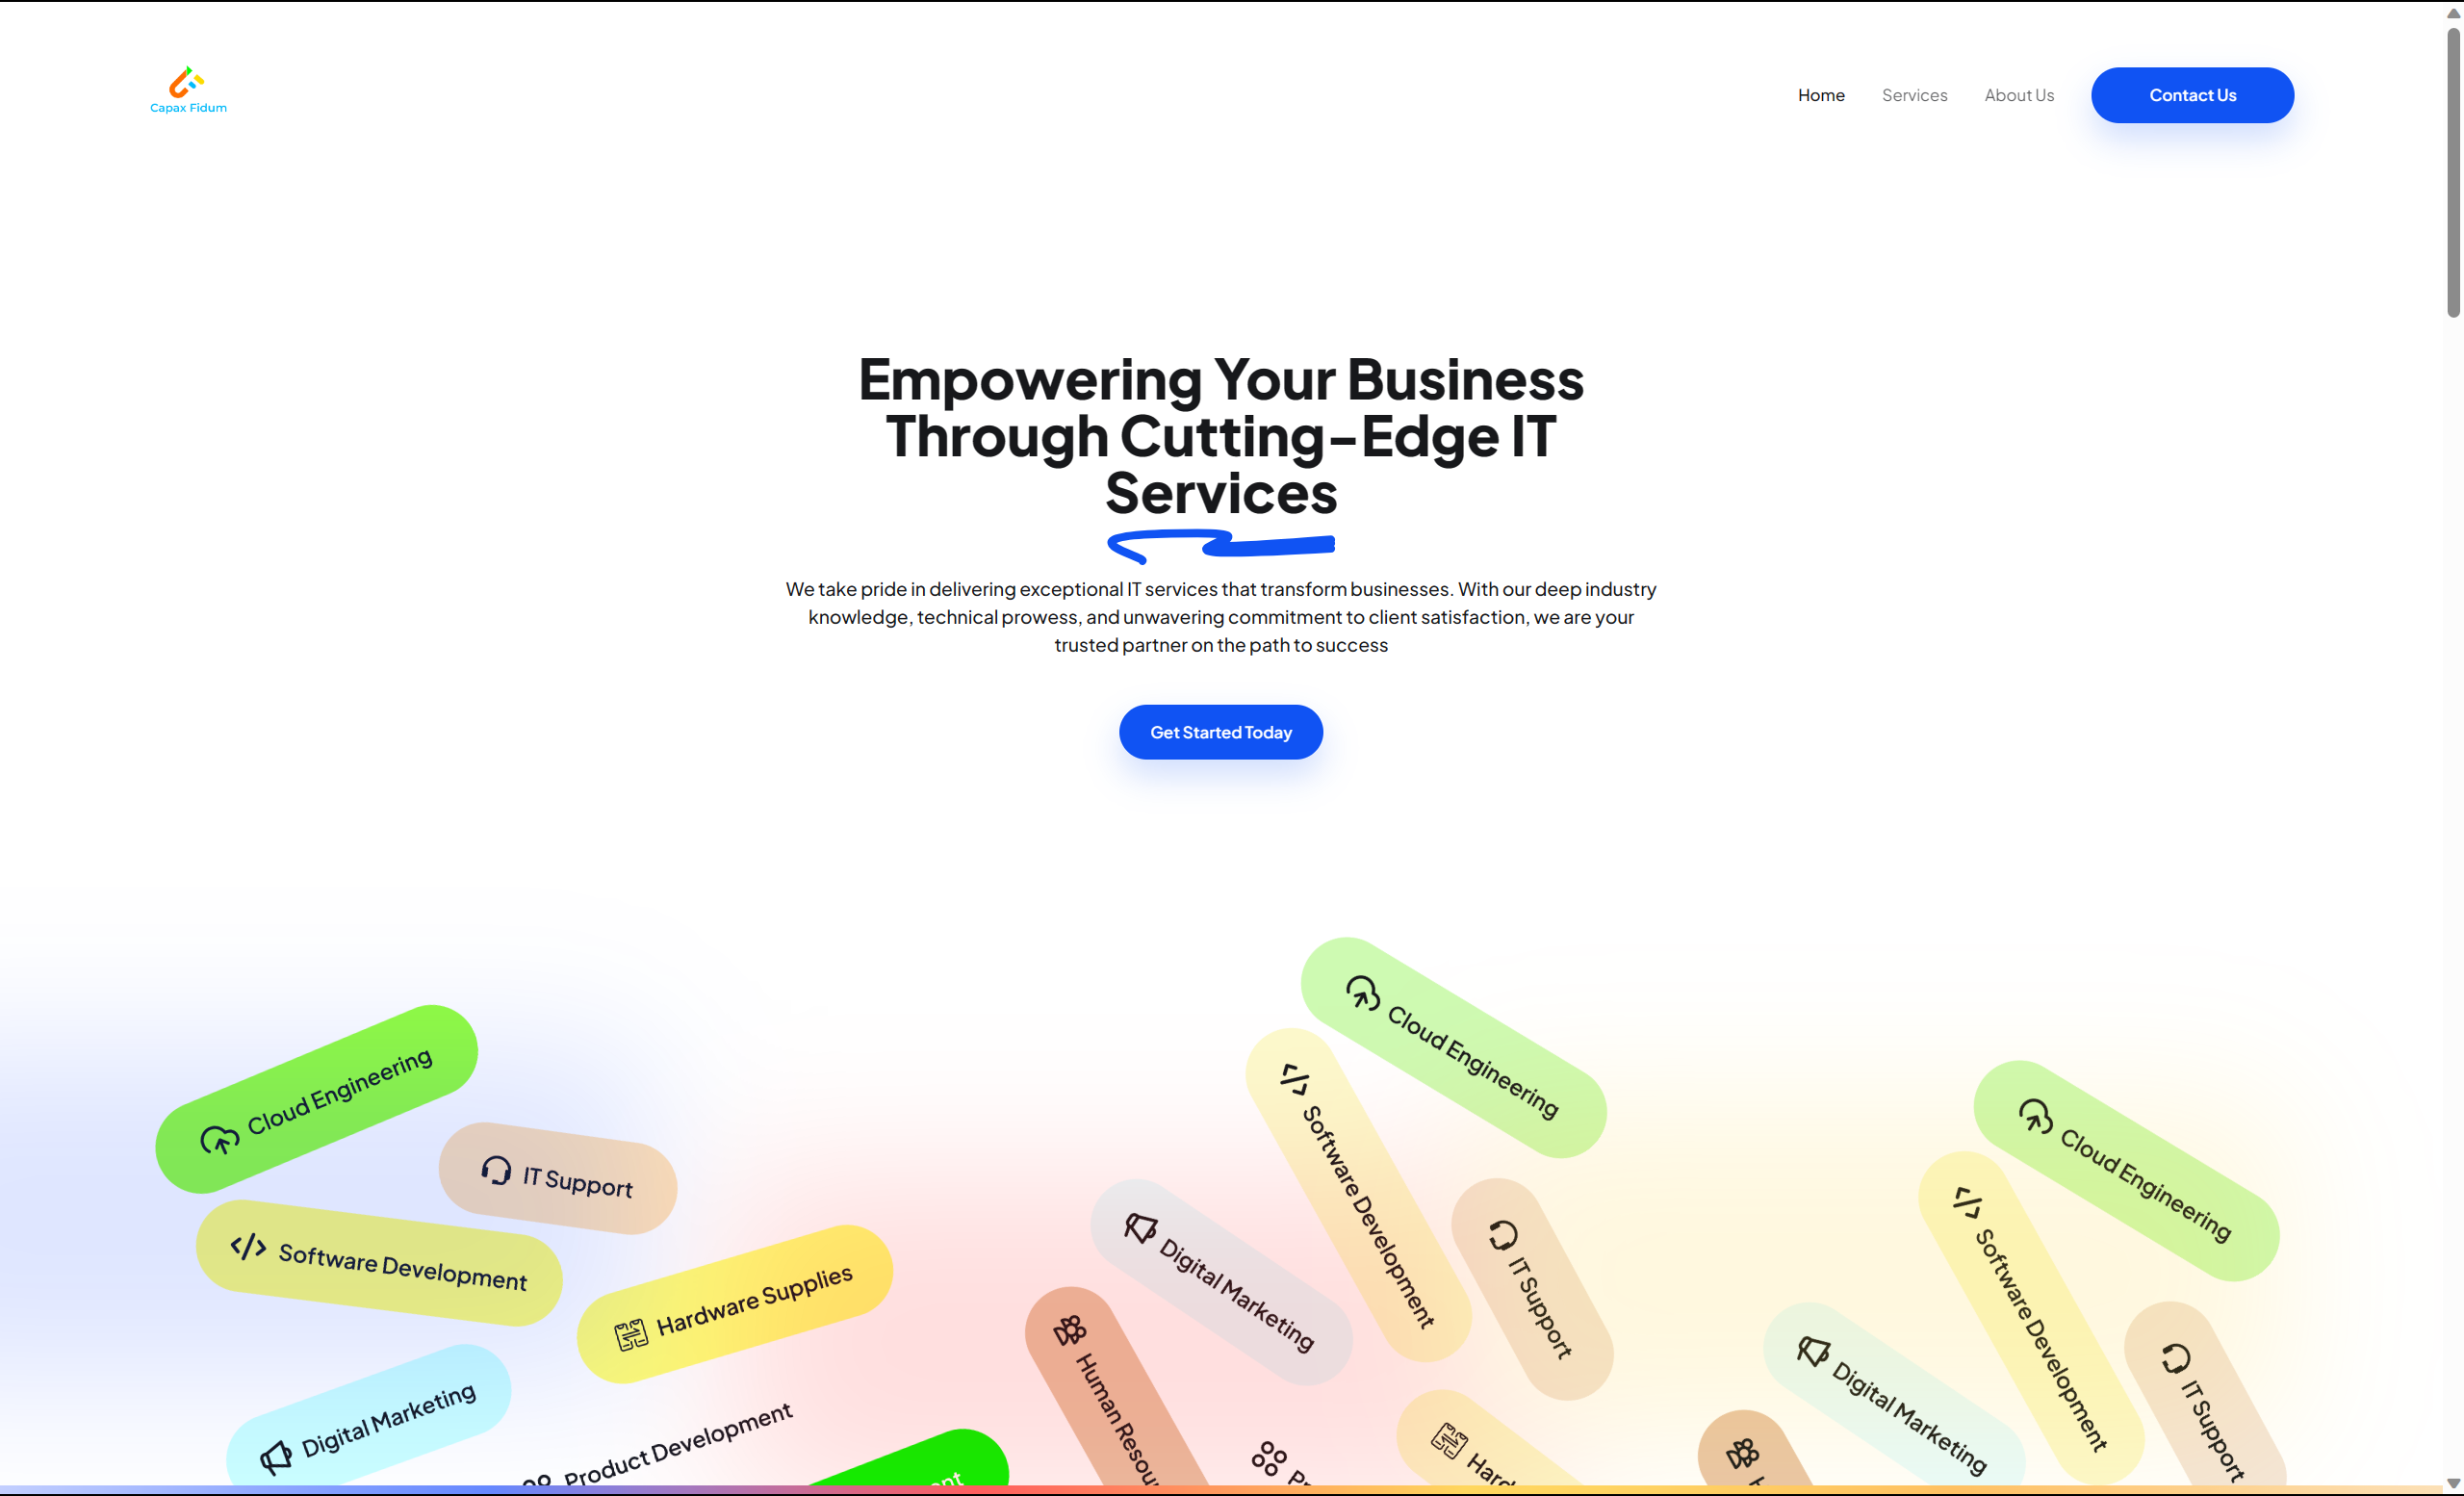 Capax Fidum
Home
Services
About Us
Contact Us
Empowering Your Business
Through Cutting-Edge IT
Services
We take pride in delivering exceptional IT services that transform businesses. With our deep industry
knowledge, technical prowess, and unwavering commitment to client satisfaction, we are your
trusted partner on the path to success
Get Started Today
Cloud Engineering
IT Support
Software Development
Hardware Supplies
Digital Marketing
Product Development
Cloud Engineering
Software Development
Digital Marketing
IT Support
Human
Cloud Engineering
Software Development
Digital Marketing
IT Support